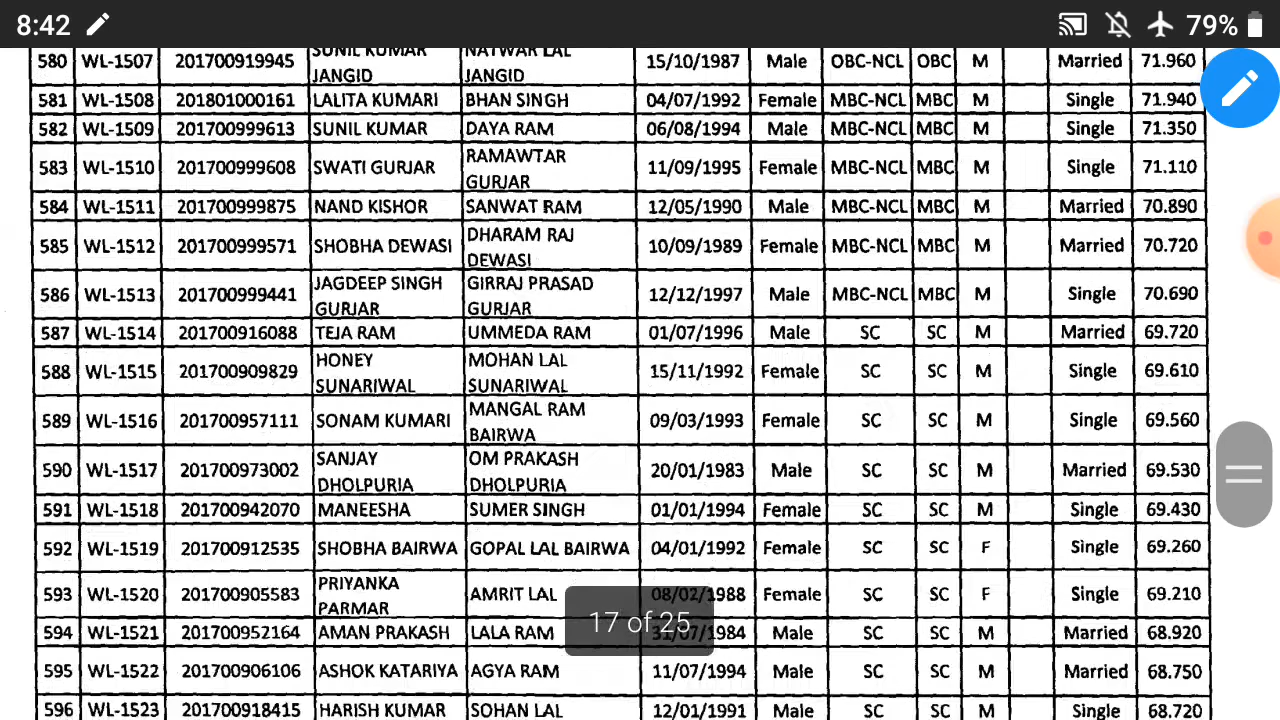 8:42 79%
580 WL-1507 201700919945 SUNIL KUMAR JANGID NATWAR LAL JANGID 15/10/1987 Male OBC-NCL OBC M Married 71.960
581 WL-1508 201801000161 LALITA KUMARI BHAN SINGH 04/07/1992 Female MBC-NCL MBC M Single 71.940
582 WL-1509 201700999613 SUNIL KUMAR DAYA RAM 06/08/1994 Male MBC-NCL MBC M Single 71.350
583 WL-1510 201700999608 SWATI GURJAR RAMAWTAR GURJAR 11/09/1995 Female MBC-NCL MBC M Single 71.110
584 WL-1511 201700999875 NAND KISHOR SANWAT RAM 12/05/1990 Male MBC-NCL MBC M Married 70.890
585 WL-1512 201700999571 SHOBHA DEWASI DHARAM RAJ DEWASI 10/09/1989 Female MBC-NCL MBC M Married 70.720
586 WL-1513 201700999441 JAGDEEP SINGH GURJAR GIRRAJ PRASAD GURJAR 12/12/1997 Male MBC-NCL MBC M Single 70.690
587 WL-1514 201700916088 TEJA RAM UMMEDA RAM 01/07/1996 Male SC SC M Married 69.720
588 WL-1515 201700909829 HONEY SUNARIWAL MOHAN LAL SUNARIWAL 15/11/1992 Female SC SC M Single 69.610
589 WL-1516 201700957111 SONAM KUMARI MANGAL RAM BAIRWA 09/03/1993 Female SC SC M Single 69.560
590 WL-1517 201700973002 SANJAY DHOLPURIA OM PRAKASH DHOLPURIA 20/01/1983 Male SC SC M Married 69.530
591 WL-1518 201700942070 MANEESHA SUMER SINGH 01/01/1994 Female SC SC M Single 69.430
592 WL-1519 201700912535 SHOBHA BAIRWA GOPAL LAL BAIRWA 04/01/1992 Female SC SC F Single 69.260
593 WL-1520 201700905583 PRIYANKA PARMAR AMRIT LAL 08/02/1988 Female SC SC F Single 69.210
17 of 25
594 WL-1521 201700952164 AMAN PRAKASH LALA RAM 31/07/1984 Male SC SC M Married 68.920
595 WL-1522 201700906106 ASHOK KATARIYA AGYA RAM 11/07/1994 Male SC SC M Married 68.750
596 WL-1523 201700918415 HARISH KUMAR SOHAN LAL 12/01/1991 Male SC SC M Single 68.720